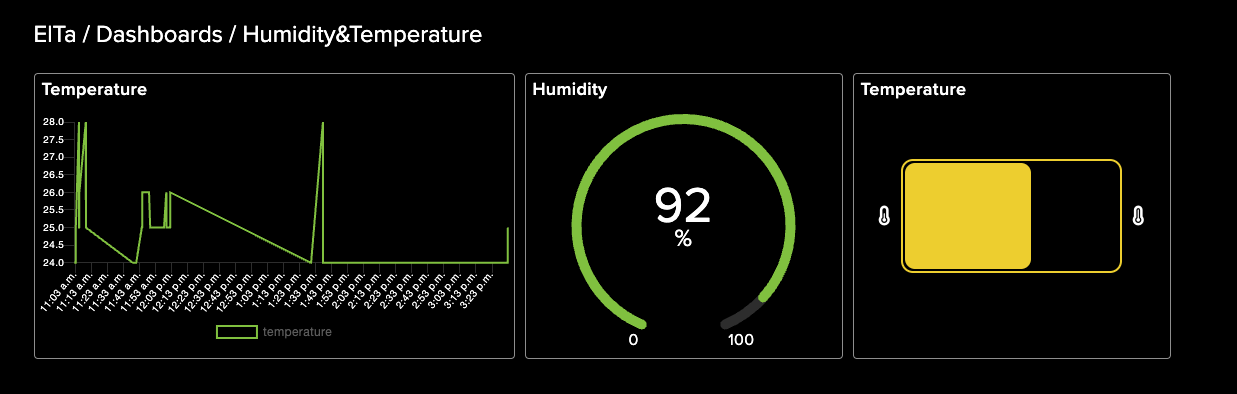 ElTa / Dashboards / Humidity&Temperature
Temperature
28.0
27.5
27.0
26.5
26.0
25.5
25.0
24.5
24.0
11:03 a.m.
11:13 a.m.
11:23 a.m.
11:33 a.m.
11:43 a.m.
11:53 a.m.
12:03 p.m.
12:13 p.m.
12:23 p.m.
12:33 p.m.
12:43 p.m.
12:53 p.m.
1:03 p.m.
1:13 p.m.
1:23 p.m.
1:33 p.m.
1:43 p.m.
1:53 p.m.
2:03 p.m.
2:13 p.m.
2:23 p.m.
2:33 p.m.
2:43 p.m.
2:53 p.m.
3:03 p.m.
3:13 p.m.
3:23 p.m.
temperature
Humidity
92
%
0
100
Temperature